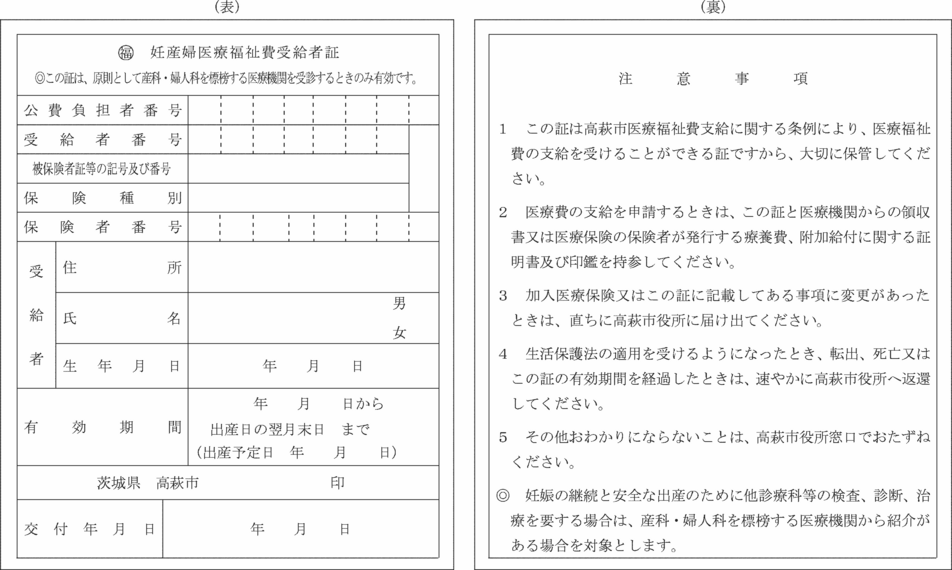 （表）
㊕ 妊産婦医療福祉費受給者証
◎この証は、原則として産科・婦人科を標榜する医療機関を受診するときのみ有効です。
公費負担者番号
受給者番号
被保険者証等の記号及び番号
保険種別
保険者番号
受給者
住所
氏名
男
女
生年月日
年　月　日
有効期間
年　月　日から
出産日の翌月末日　まで
（出産予定日　年　月　日）
茨城県　高萩市　印
交付年月日
年　月　日
（裏）
注意事項
１　この証は高萩市医療福祉費支給に関する条例により、医療福祉
費の支給を受けることができる証ですから、大切に保管してくだ
さい。
２　医療費の支給を申請するときは、この証と医療機関からの領収
書又は医療保険の保険者が発行する療養費、附加給付に関する証
明書及び印鑑を持参してください。
３　加入医療保険又はこの証に記載してある事項に変更があった
ときは、直ちに高萩市役所に届け出てください。
４　生活保護法の適用を受けるようになったとき、転出、死亡又は
この証の有効期間を経過したときは、速やかに高萩市役所へ返還
してください。
５　その他おわかりにならないことは、高萩市役所窓口でおたずね
ください。
◎　妊娠の継続と安全な出産のために他診療科等の検査、診断、治
療を要する場合は、産科・婦人科を標榜する医療機関から紹介が
ある場合を対象とします。